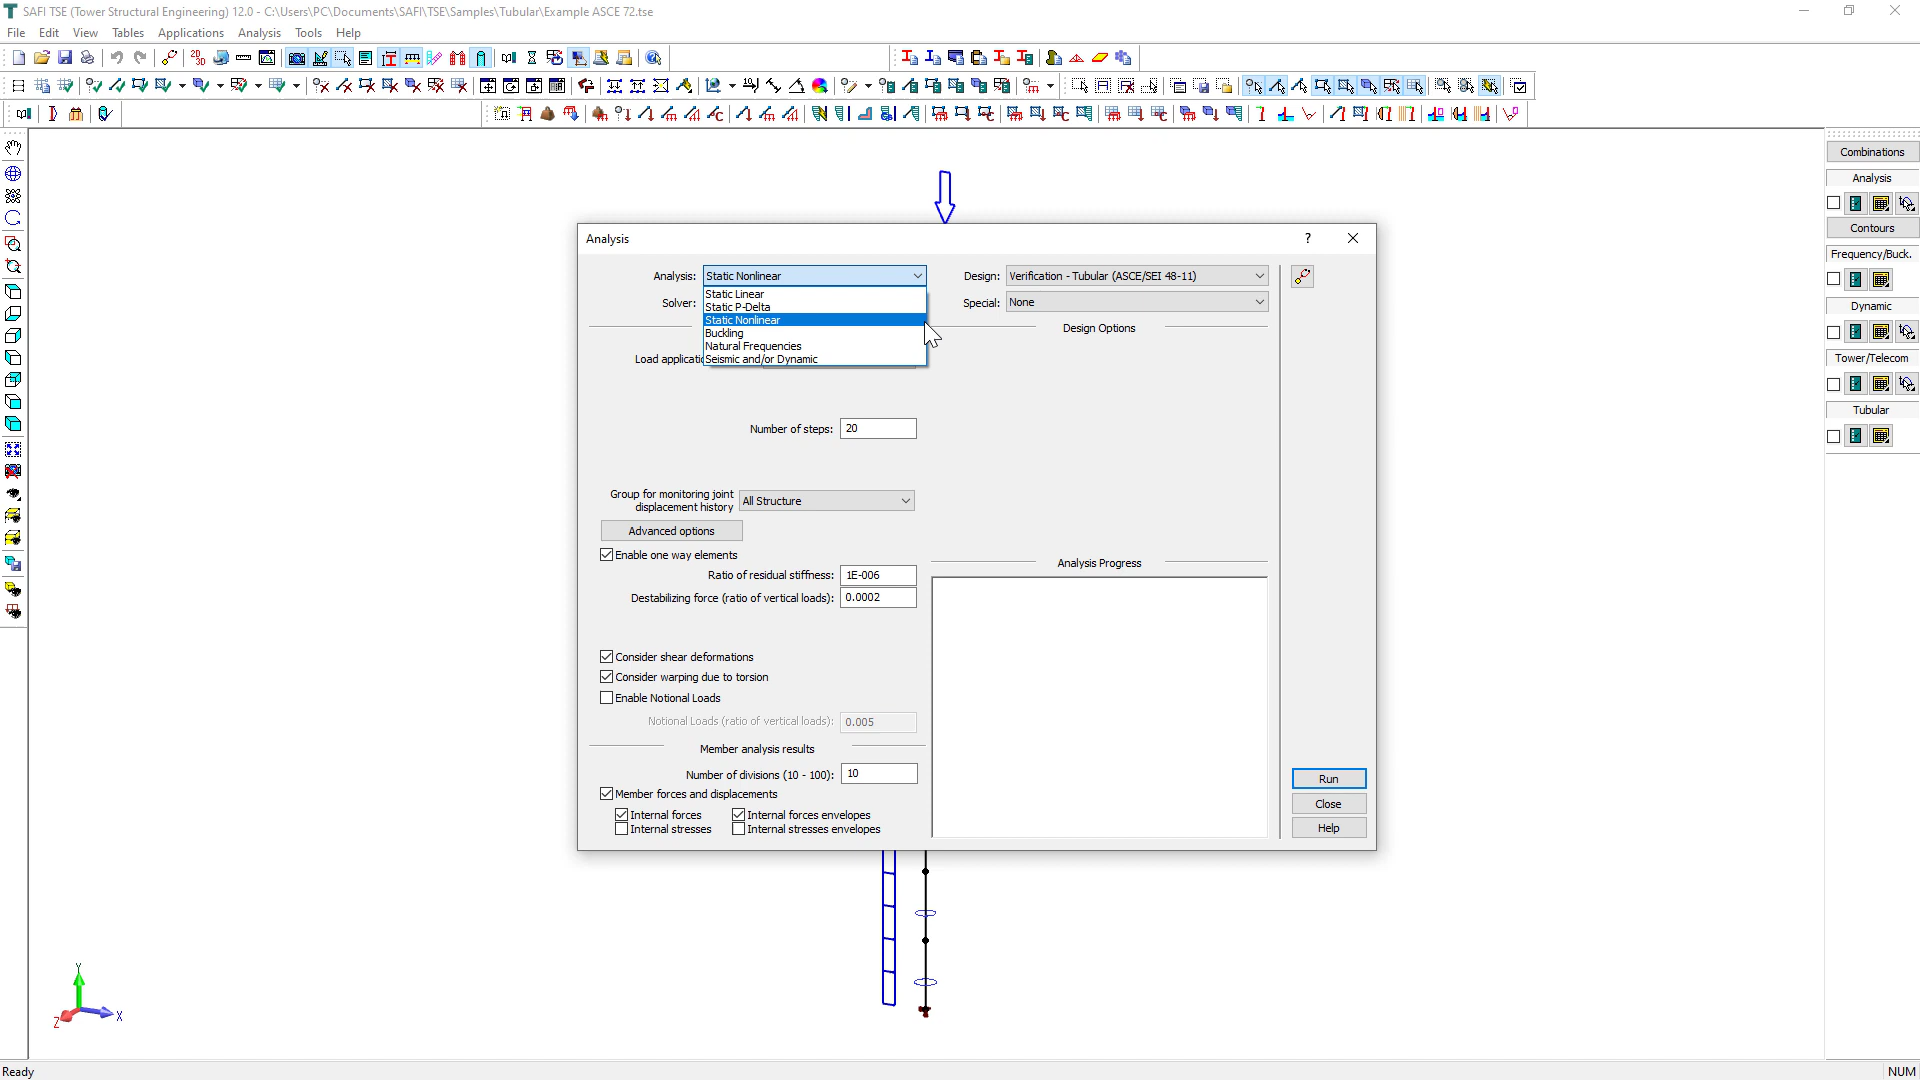 SAFI TSE (Tower Structural Engineering) 12.0 - C:\Users\PC\Documents\SAFI\TSE\Samples\Tubular\Example ASCE 72.tse
File Edit View Tables Applications Analysis Tools Help
Combinations
Analysis
Contours
Frequency/Buck.
Dynamic
Tower/Telecom
Tubular
Analysis
Analysis: Static Nonlinear
Design: Verification - Tubular (ASCE/SEI 48-11)
Static Linear
Solver:
Special: None
Static P-Delta
Static Nonlinear
Design Options
Buckling
Natural Frequencies
Load applicatio
Seismic and/or Dynamic
Number of steps: 20
Group for monitoring joint
displacement history
All Structure
Advanced options
Enable one way elements
Analysis Progress
Ratio of residual stiffness: 1E-006
Destabilizing force (ratio of vertical loads): 0.0002
Consider shear deformations
Consider warping due to torsion
Enable Notional Loads
Notional Loads (ratio of vertical loads): 0.005
Member analysis results
Number of divisions (10 - 100): 10
Member forces and displacements
Internal forces
Internal forces envelopes
Internal stresses
Internal stresses envelopes
Run
Close
Help
Y
X
Z
Ready
NUM